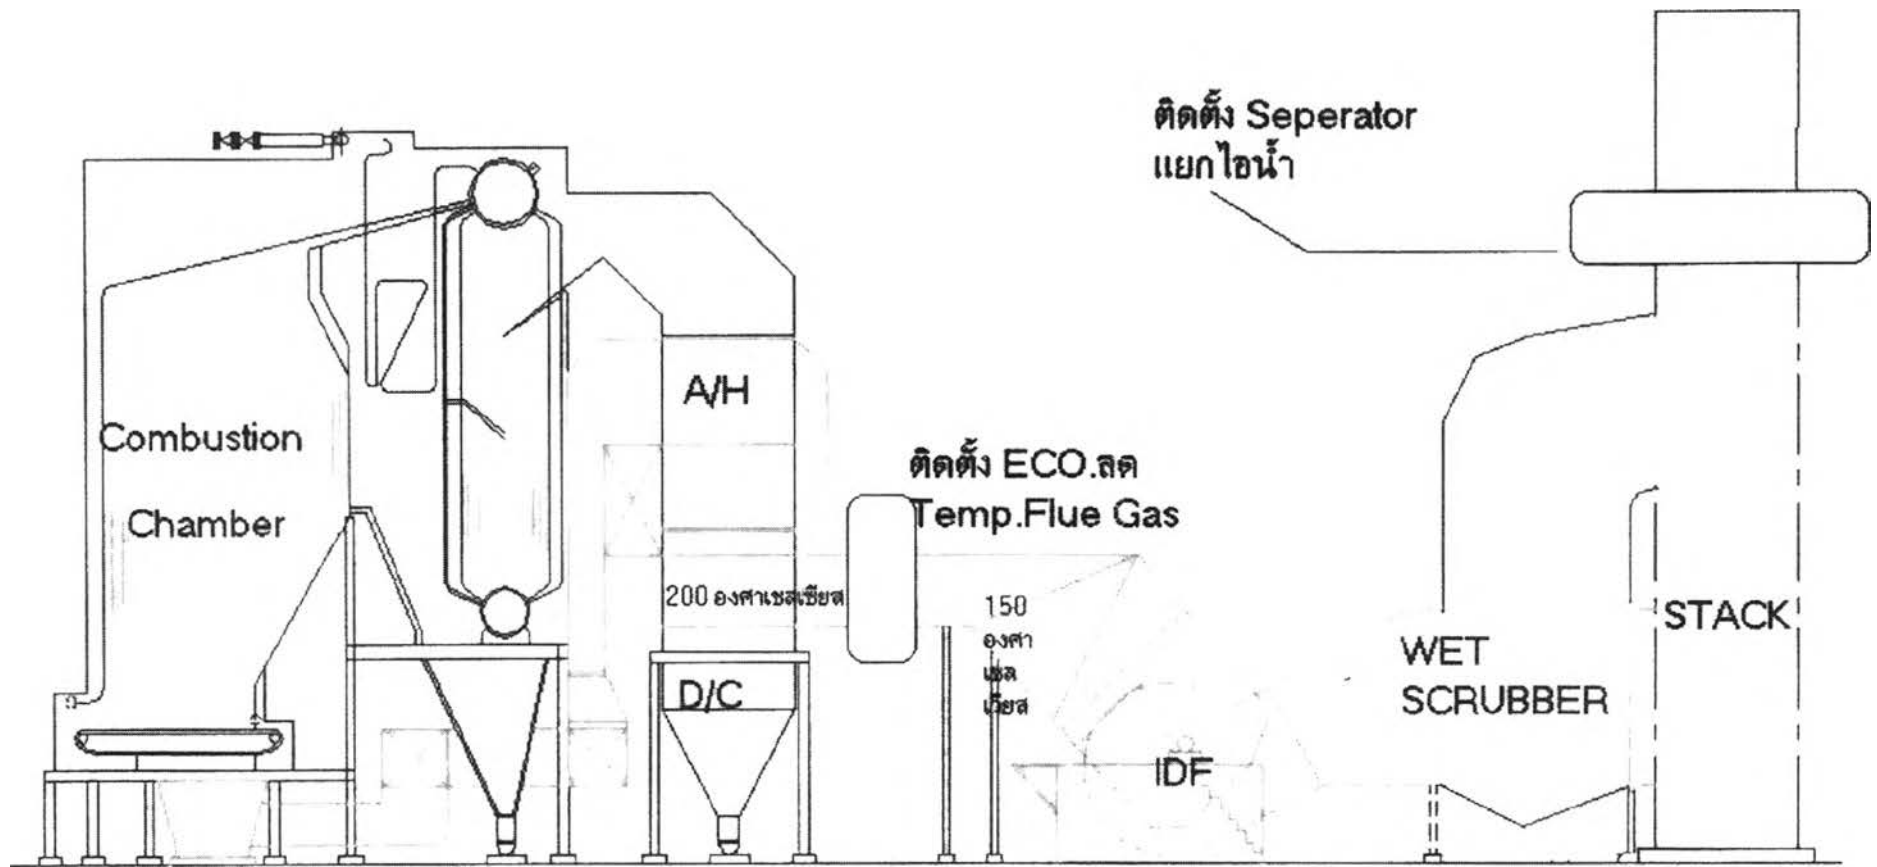 ติดตั้ง Seperator
แยกไอน้ำ
A/H
Combustion
Chamber
ติดตั้ง ECO.ลด
Temp.Flue Gas
200 องศาเซลเซียส
150
องศา
เซล
เวียส
D/C
IDF
WET
SCRUBBER
STACK